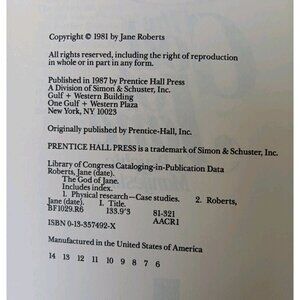 Copyright © 1981 by Jane Roberts
All rights reserved, including the right of reproduction
in whole or in part in any form.
Published in 1987 by Prentice Hall Press
A Division of Simon & Schuster, Inc.
Gulf + Western Building
One Gulf + Western Plaza
New York, NY 10023
Originally published by Prentice-Hall, Inc.
PRENTICE HALL PRESS is a trademark of Simon & Schuster, Inc.
Library of Congress Cataloging-in-Publication Data
Roberts, Jane (date).
The God of Jane.
Includes index.
1. Physical research—Case studies. 2. Roberts,
Jane (date). 1. Title.
BF1029.R6 133.9'3 81-321
AACR1
ISBN 0-13-357492-X
Manufactured in the United States of America
14 13 12 11 10 9 8 7 6